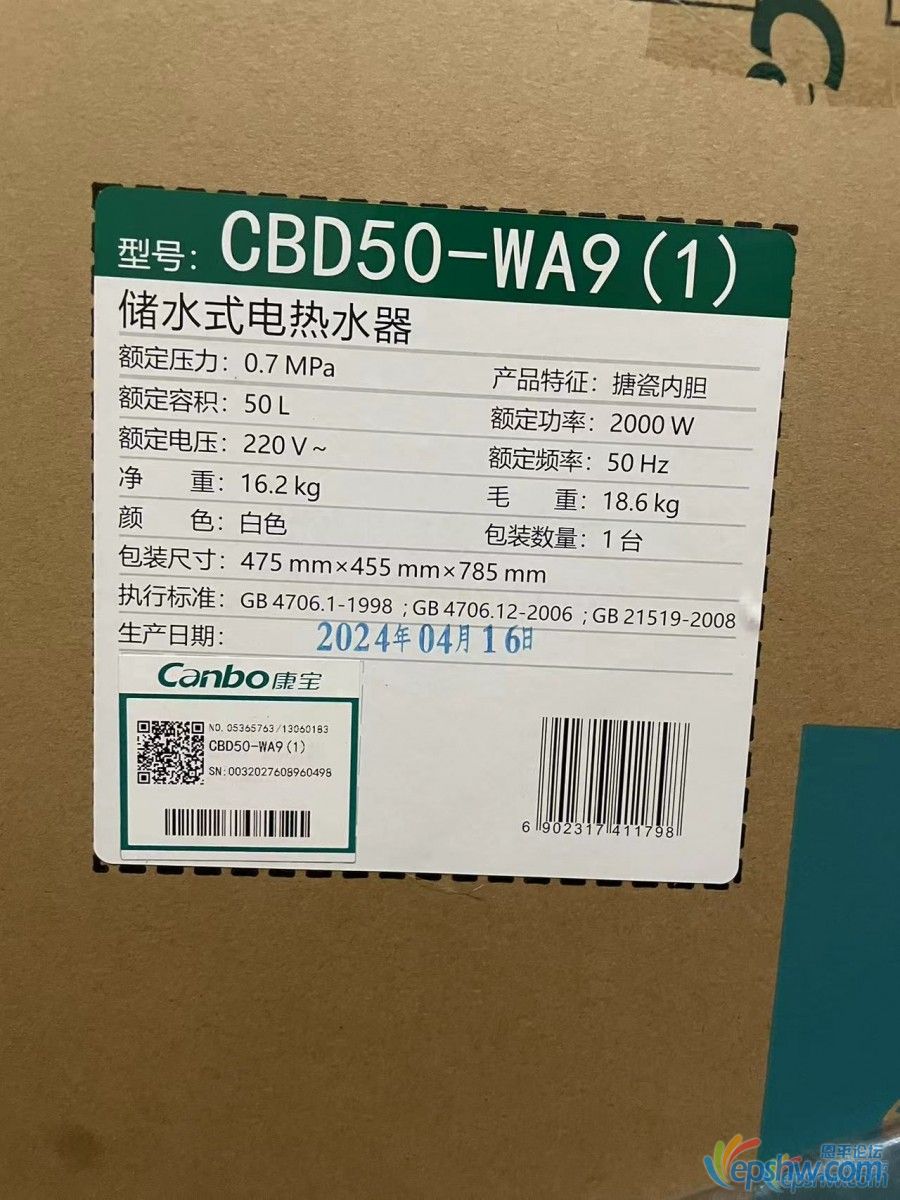 型号：CBD50-WA9(1)
储水式电热水器
额定压力：0.7 MPa
产品特征：搪瓷内胆
额定容积：50 L
额定功率：2000 W
额定电压：220 V~
额定频率：50 Hz
净 重：16.2 kg
毛 重：18.6 kg
颜 色：白色
包装数量：1 台
包装尺寸：475 mm×455 mm×785 mm
执行标准：GB 4706.1-1998 ; GB 4706.12-2006 ; GB 21519-2008
生产日期：2024年04月16日
Canbo康宝
NO. 05365763/13060183
CBD50-WA9(1)
SN:0032027608960498
6 902317 411798
恩平论坛
epshw.com